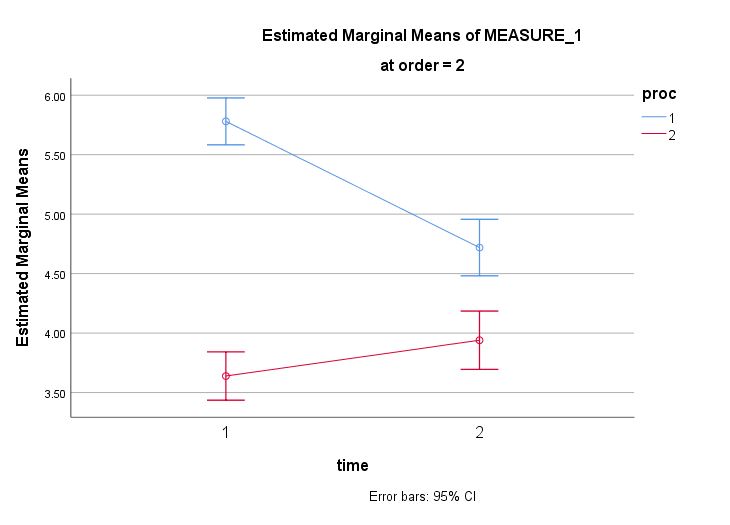 Estimated Marginal Means of MEASURE_1
at order = 2
proc
1
2
Estimated Marginal Means
6.00
5.50
5.00
4.50
4.00
3.50
1
2
time
Error bars: 95% CI